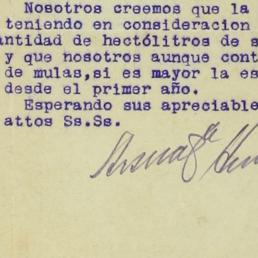 Nosotros creemos que la
teniendo en consideracion
antidad de hectólitros de s
y que nosotros aunque cont
de mulas,si es mayor la es
desde el primer año.
Esperando sus apreciable
attos Ss.Ss.